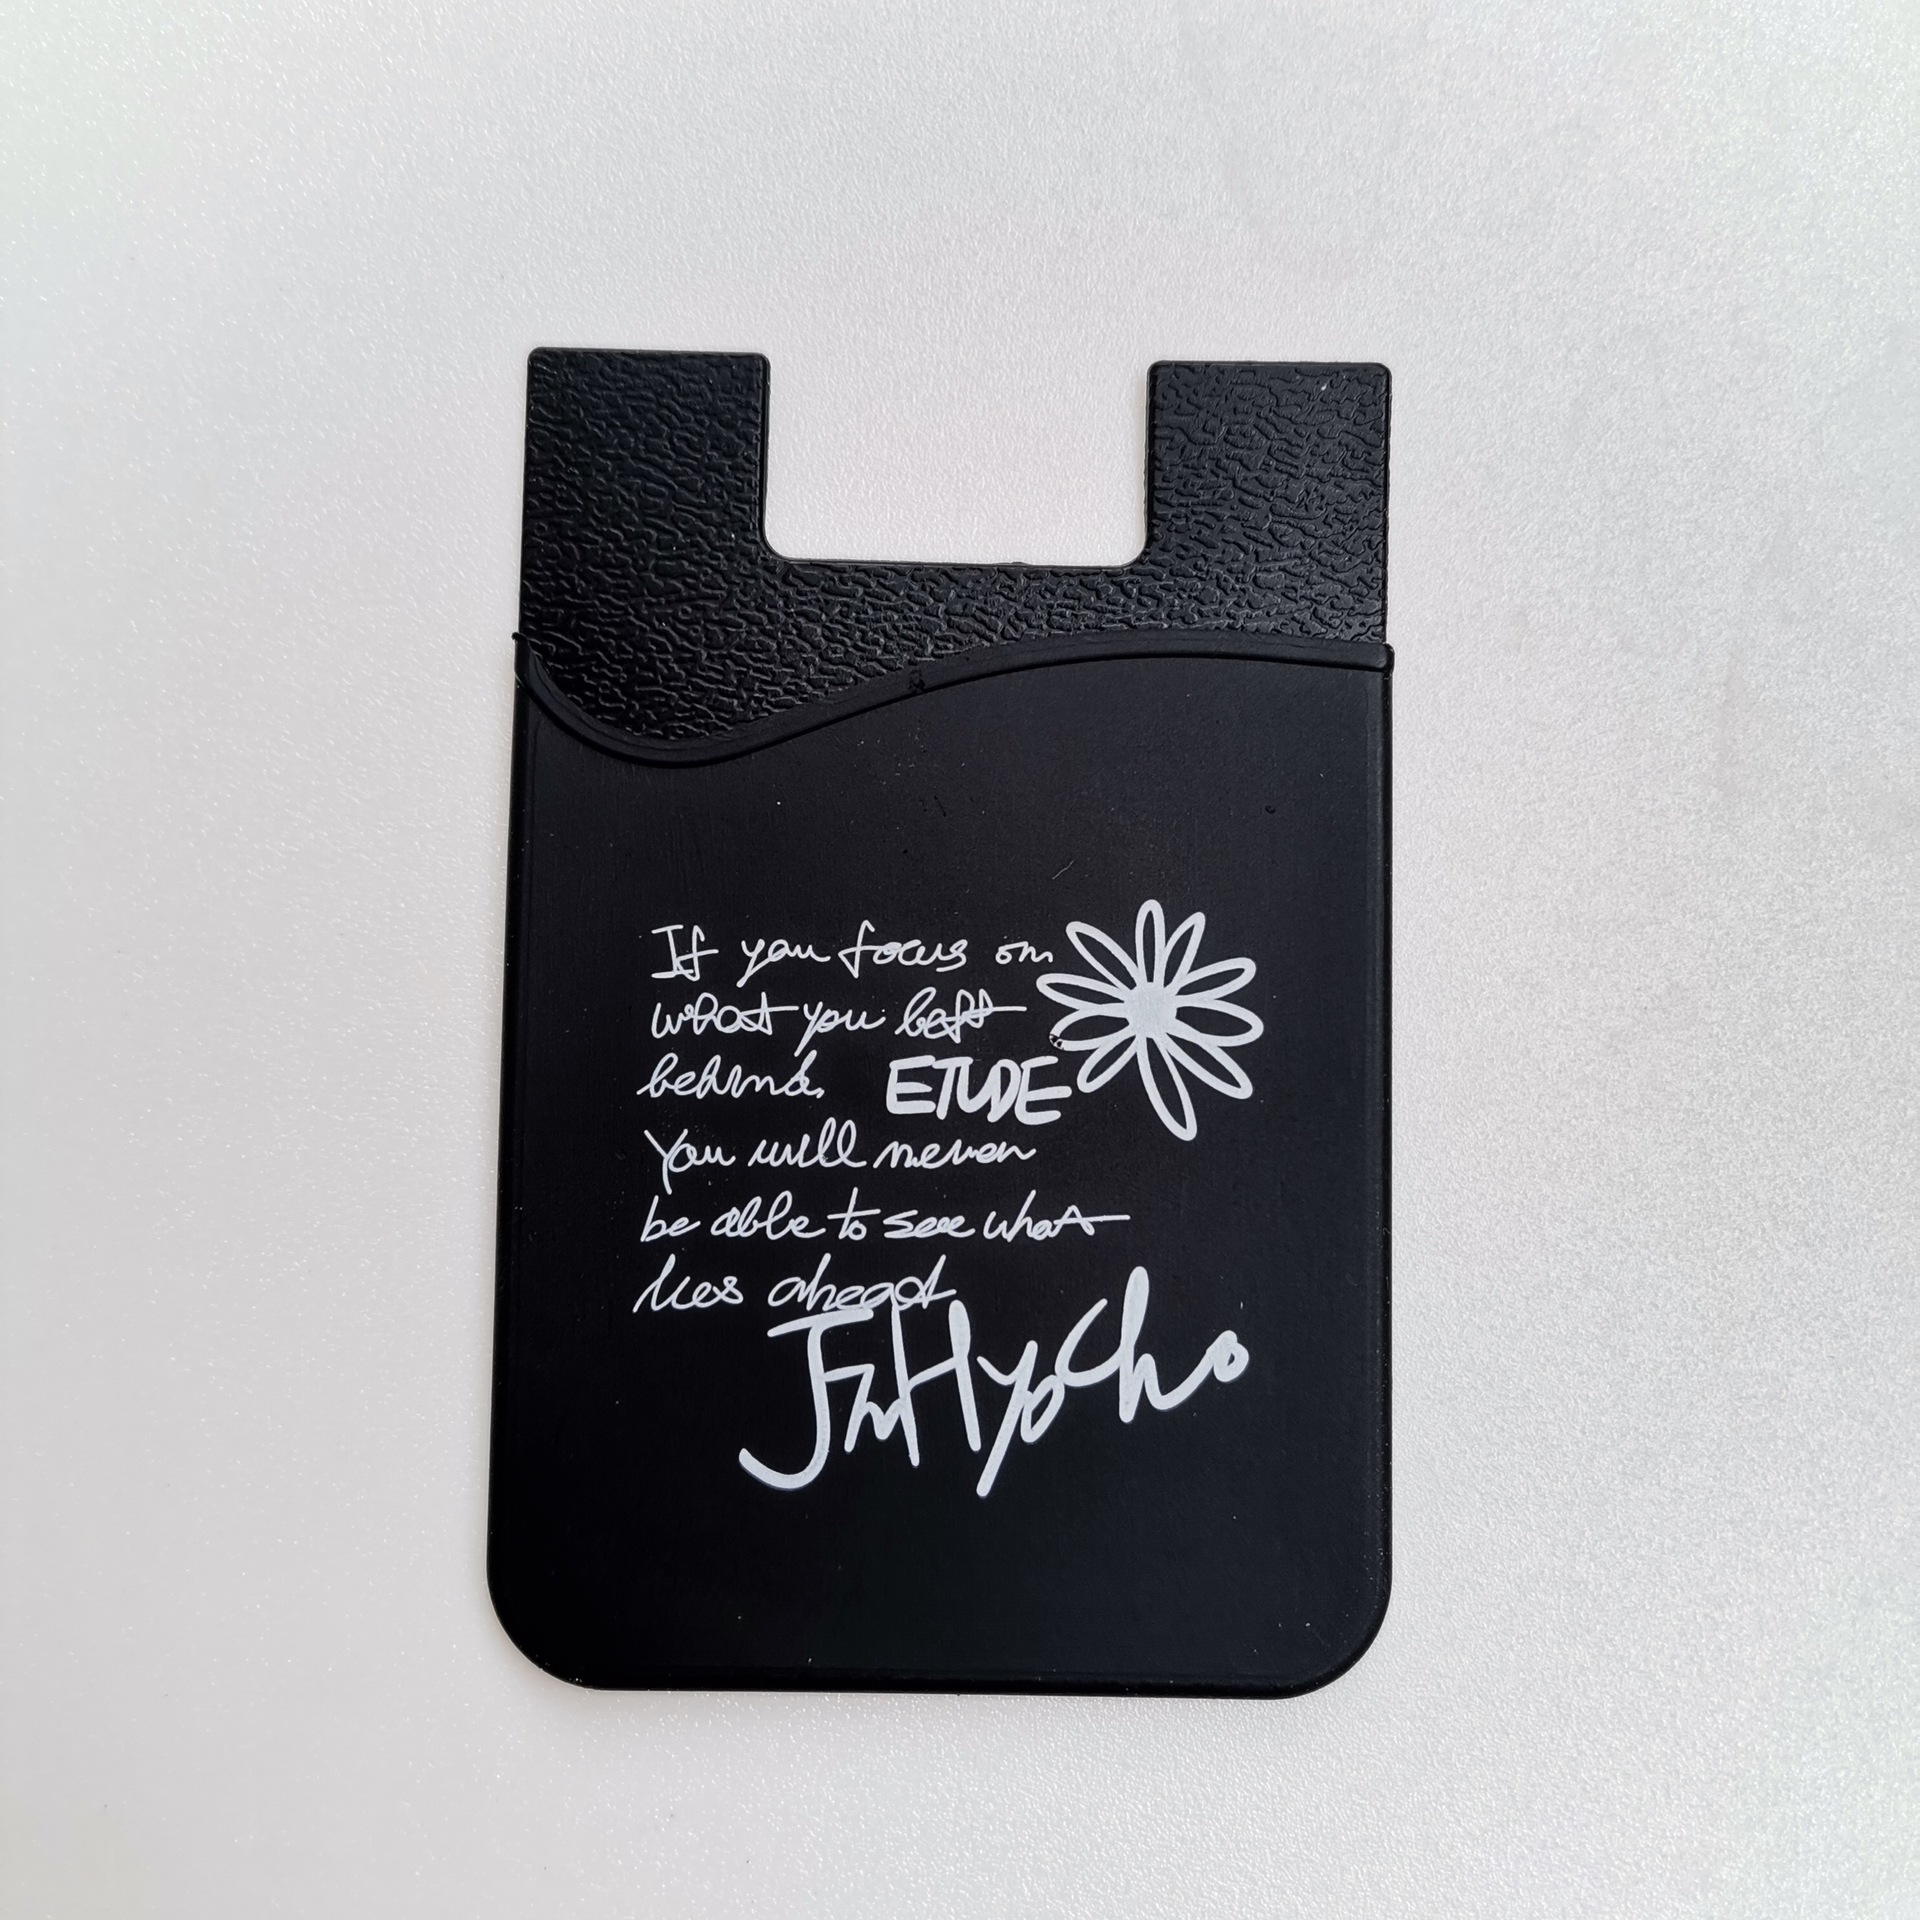 If you focus on
what you left
behind,
ETUDE
You will never
be able to see what
lies ahead
JinHyoCho